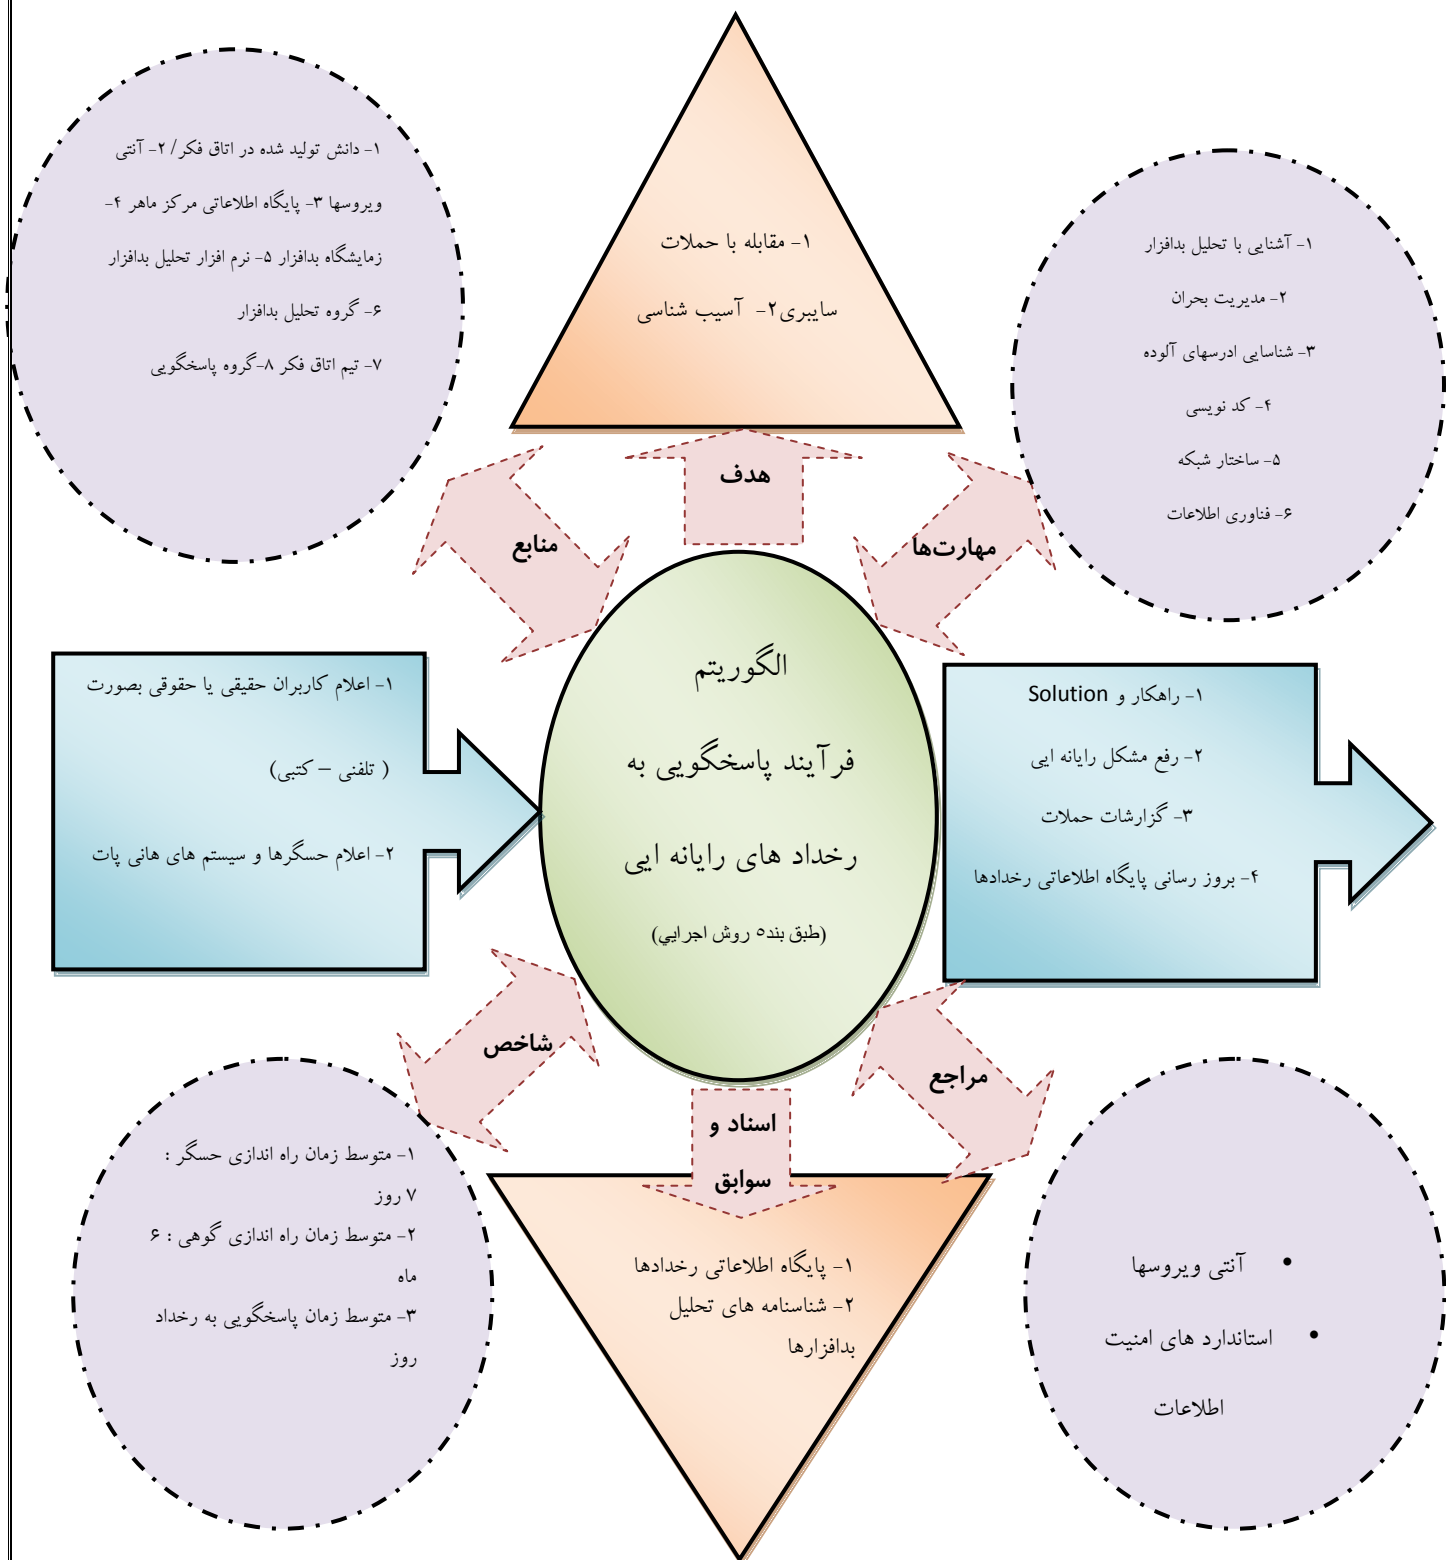 ۱- دانش تولید شده در اتاق فکر/ ۲- آنتی
ویروسها ۳- پایگاه اطلاعاتی مرکز ماهر ۴-
زمایشگاه بدافزار ۵- نرم افزار تحلیل بدافزار
۶- گروه تحلیل بدافزار
۷- تیم اتاق فکر ۸-گروه پاسخگویی
۱- مقابله با حملات
سایبری۲- آسیب شناسی
۱- آشنایی با تحلیل بدافزار
۲- مدیریت بحران
۳- شناسایی ادرسهای آلوده
۴- کد نویسی
۵- ساختار شبکه
۶- فناوری اطلاعات
هدف
منابع
مهارت‌ها
۱- اعلام کاربران حقیقی یا حقوقی بصورت
( تلفنی – کتبی)
۲- اعلام حسگرها و سیستم های هانی پات
الگوریتم
فرآیند پاسخگویی به
رخداد های رایانه ایی
(طبق بند۵ روش اجرایي)
۱- راهکار و Solution
۲- رفع مشکل رایانه ایی
۳- گزارشات حملات
۴- بروز رسانی پایگاه اطلاعاتی رخدادها
شاخص
اسناد و
سوابق
مراجع
۱- متوسط زمان راه اندازی حسگر :
۷ روز
۲- متوسط زمان راه اندازی گوهی : ۶
ماه
۳- متوسط زمان پاسخگویی به رخداد
روز
۱- پایگاه اطلاعاتی رخدادها
۲- شناسنامه های تحلیل
بدافزارها
• آنتی ویروسها
• استاندارد های امنیت
اطلاعات